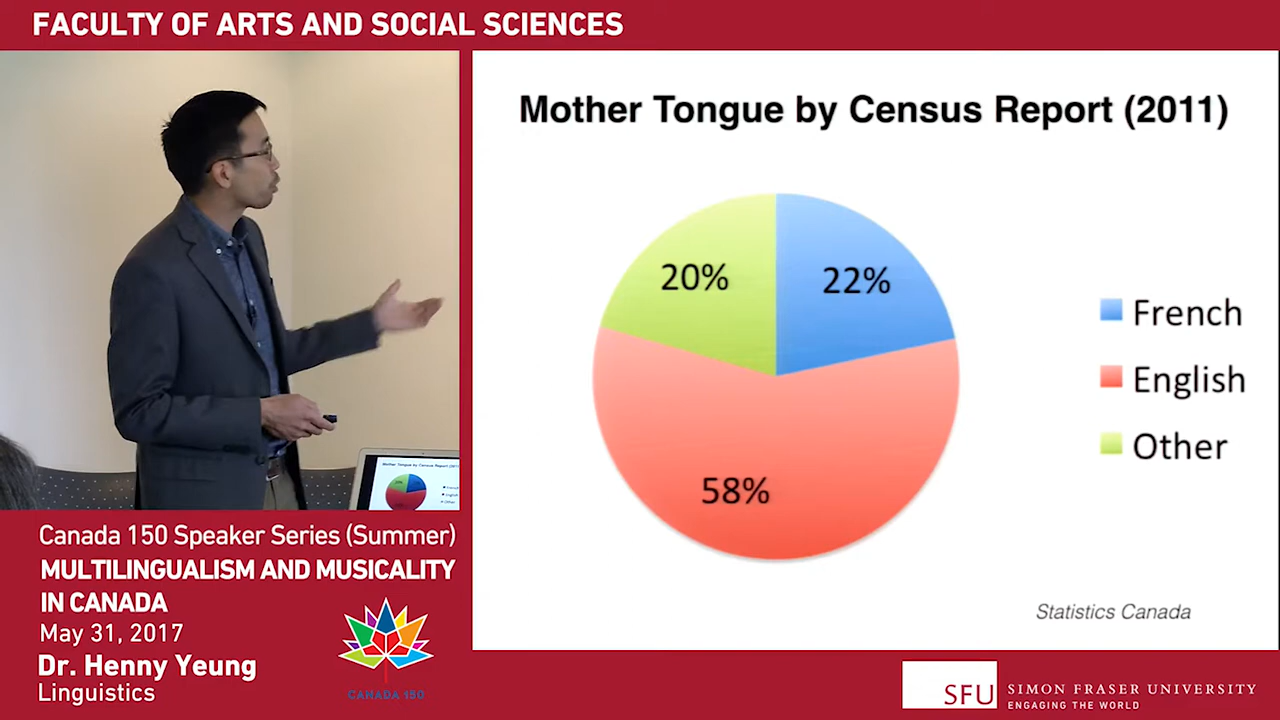 FACULTY OF ARTS AND SOCIAL SCIENCES
Mother Tongue by Census Report (2011)
20%
22%
58%
French
English
Other
Statistics Canada
Canada 150 Speaker Series (Summer)
MULTILINGUALISM AND MUSICALITY
IN CANADA
May 31, 2017
Dr. Henny Yeung
Linguistics
CANADA 150
SFU
SIMON FRASER UNIVERSITY
ENGAGING THE WORLD